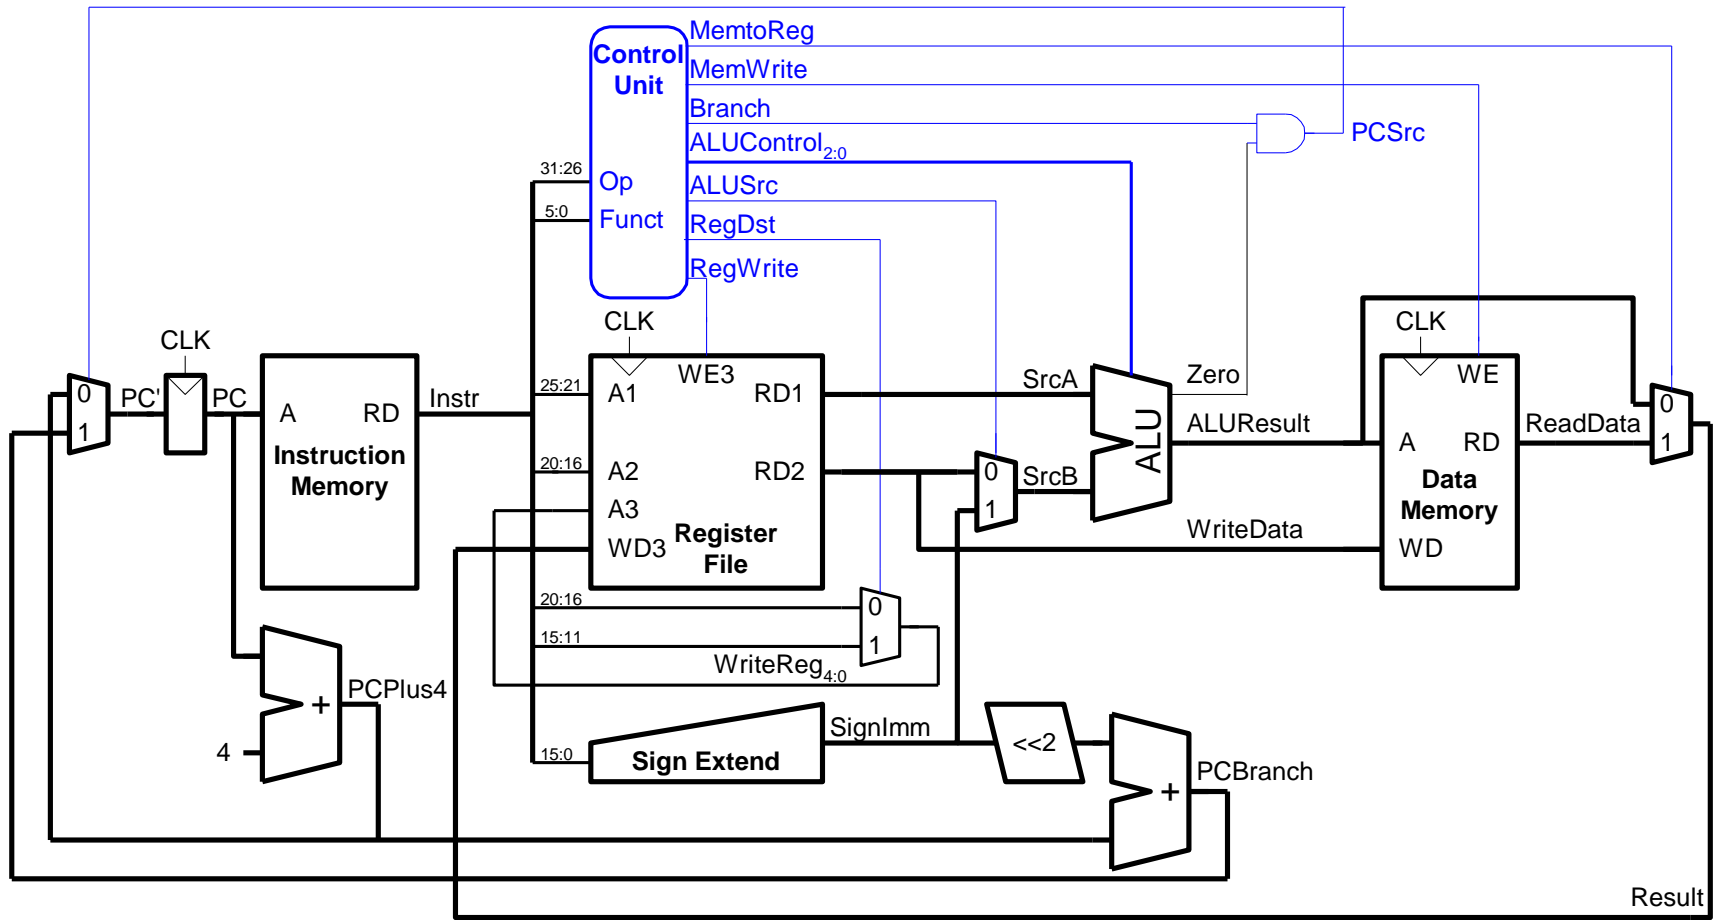 MemtoReg
Control
Unit
MemWrite
Branch
PCSrc
ALUControl2:0
31:26
Op
ALUSrc
5:0
Funct
RegDst
RegWrite
CLK
CLK
CLK
0
1
PC'
PC
A
RD
Instruction
Memory
Instr
25:21
A1
WE3
RD1
20:16
A2
RD2
A3
WD3
Register
File
SrcA
0
1
SrcB
ALU
Zero
ALUResult
WriteData
WE
A
RD
Data
Memory
WD
ReadData
0
1
20:16
0
15:11
1
WriteReg4:0
PCPlus4
+
4
15:0
Sign Extend
SignImm
<<2
+
PCBranch
Result